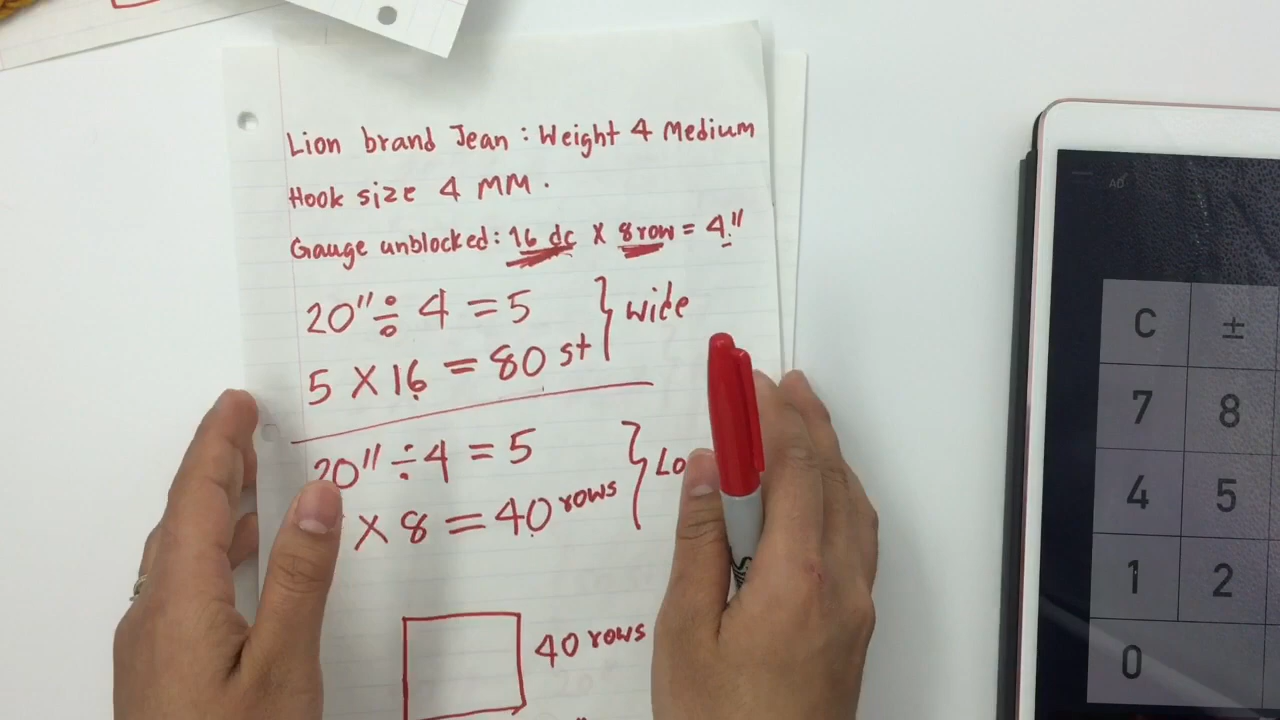 Lion brand Jean : Weight 4 Medium
Hook size 4 MM.
Gauge unblocked: 16 dc x 8 row = 4"
20" ÷ 4 = 5
5 x 16 = 80 st
} wide
20" ÷ 4 = 5
x 8 = 40 rows
}
40 rows
AD
C ±
7 8
4 5
1 2
0